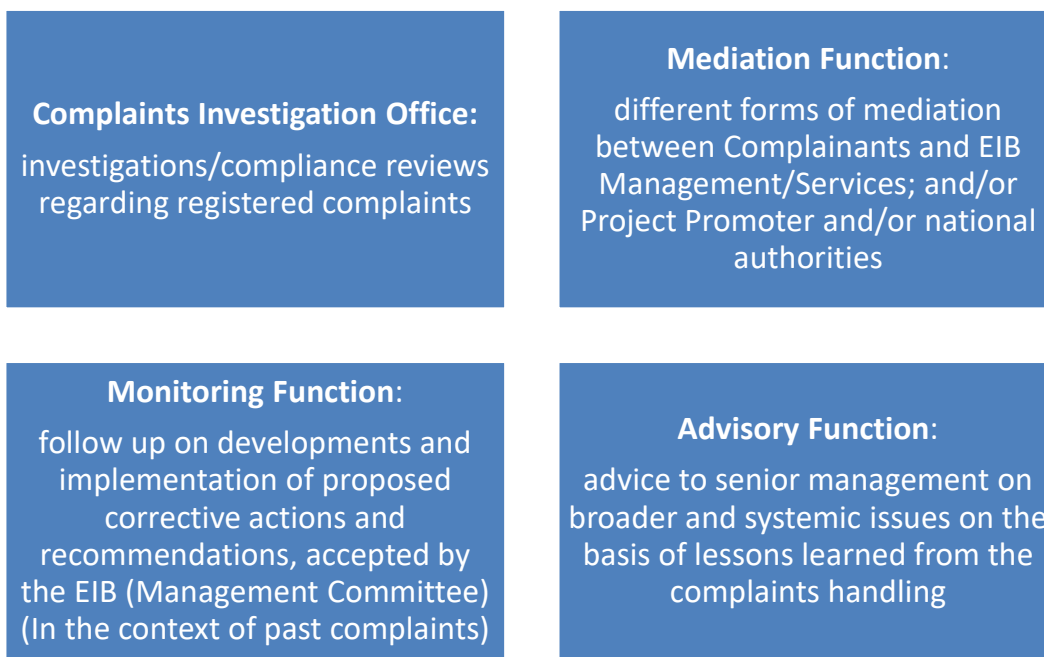 Complaints Investigation Office:
investigations/compliance reviews
regarding registered complaints
Mediation Function:
different forms of mediation
between Complainants and EIB
Management/Services; and/or
Project Promoter and/or national
authorities
Monitoring Function:
follow up on developments and
implementation of proposed
corrective actions and
recommendations, accepted by
the EIB (Management Committee)
(In the context of past complaints)
Advisory Function:
advice to senior management on
broader and systemic issues on the
basis of lessons learned from the
complaints handling